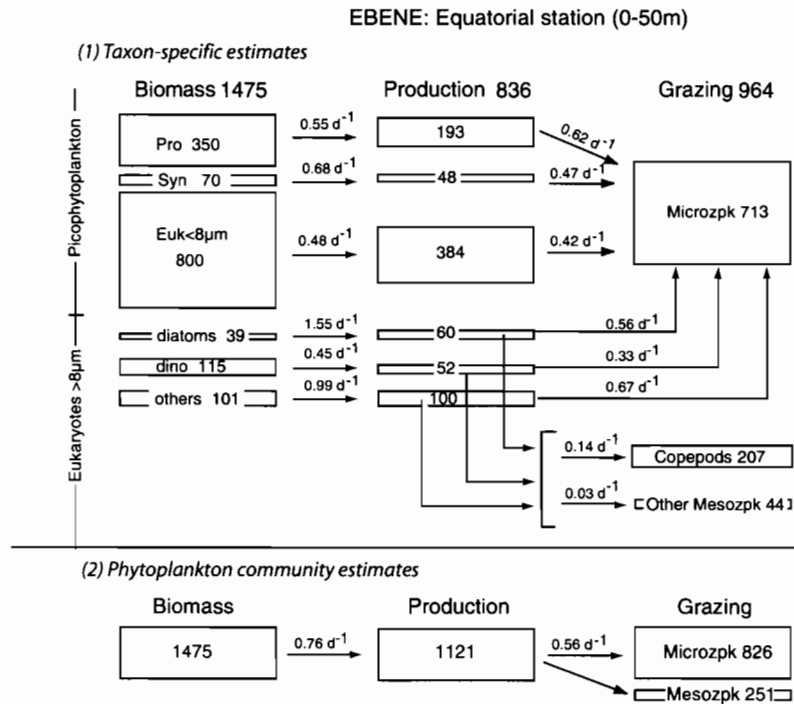 EBENE: Equatorial station (0-50m)
(1) Taxon-specific estimates
Biomass 1475 Production 836 Grazing 964
Picophytoplankton
Pro 350 0.55 d-1 193 0.62 d-1
Syn 70 0.68 d-1 48 0.47 d-1
Microzpk 713
Euk<8µm
800 0.48 d-1 384 0.42 d-1
Eukaryotes >8µm
diatoms 39 1.55 d-1 60 0.56 d-1
dino 115 0.45 d-1 52 0.33 d-1
others 101 0.99 d-1 100 0.67 d-1
0.14 d-1 Copepods 207
0.03 d-1 Other Mesozpk 44
(2) Phytoplankton community estimates
Biomass Production Grazing
1475 0.76 d-1 1121 0.56 d-1 Microzpk 826
Mesozpk 251